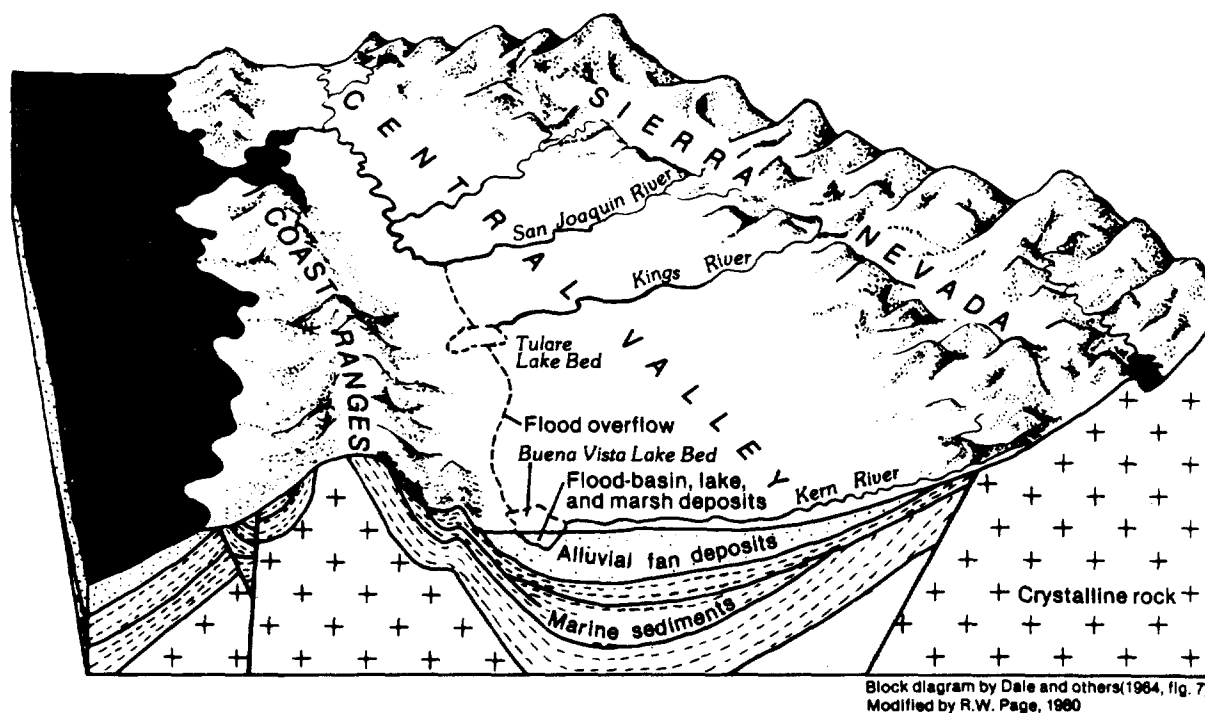 SIERRA NEVADA
CENTRAL VALLEY
COAST RANGES
San Joaquin River
Kings River
Tulare
Lake Bed
Flood overflow
Buena Vista Lake Bed
Flood-basin, lake,
and marsh deposits
Kern River
Alluvial fan deposits
Marine sediments
Crystalline rock
Block diagram by Dale and others(1964, fig. 7)
Modified by R.W. Page, 1980